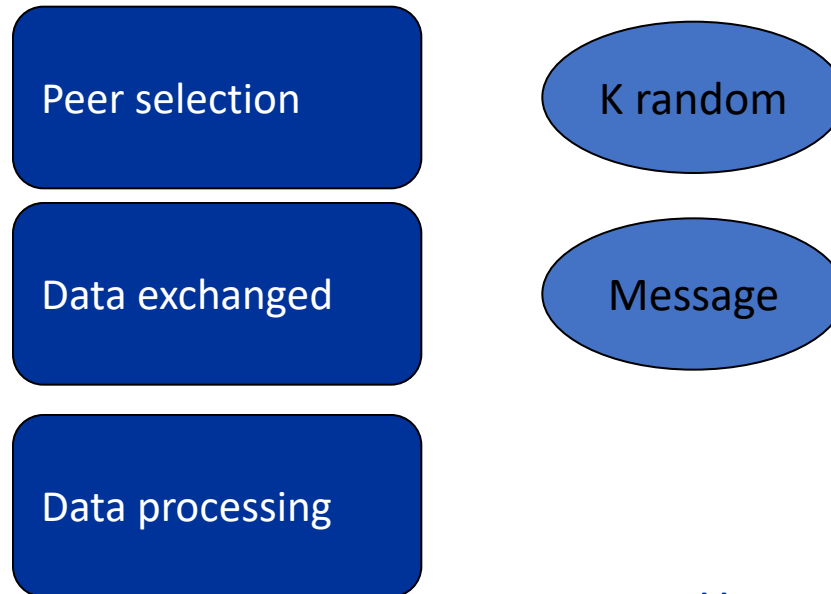 Peer selection
K random
Data exchanged
Message
Data processing